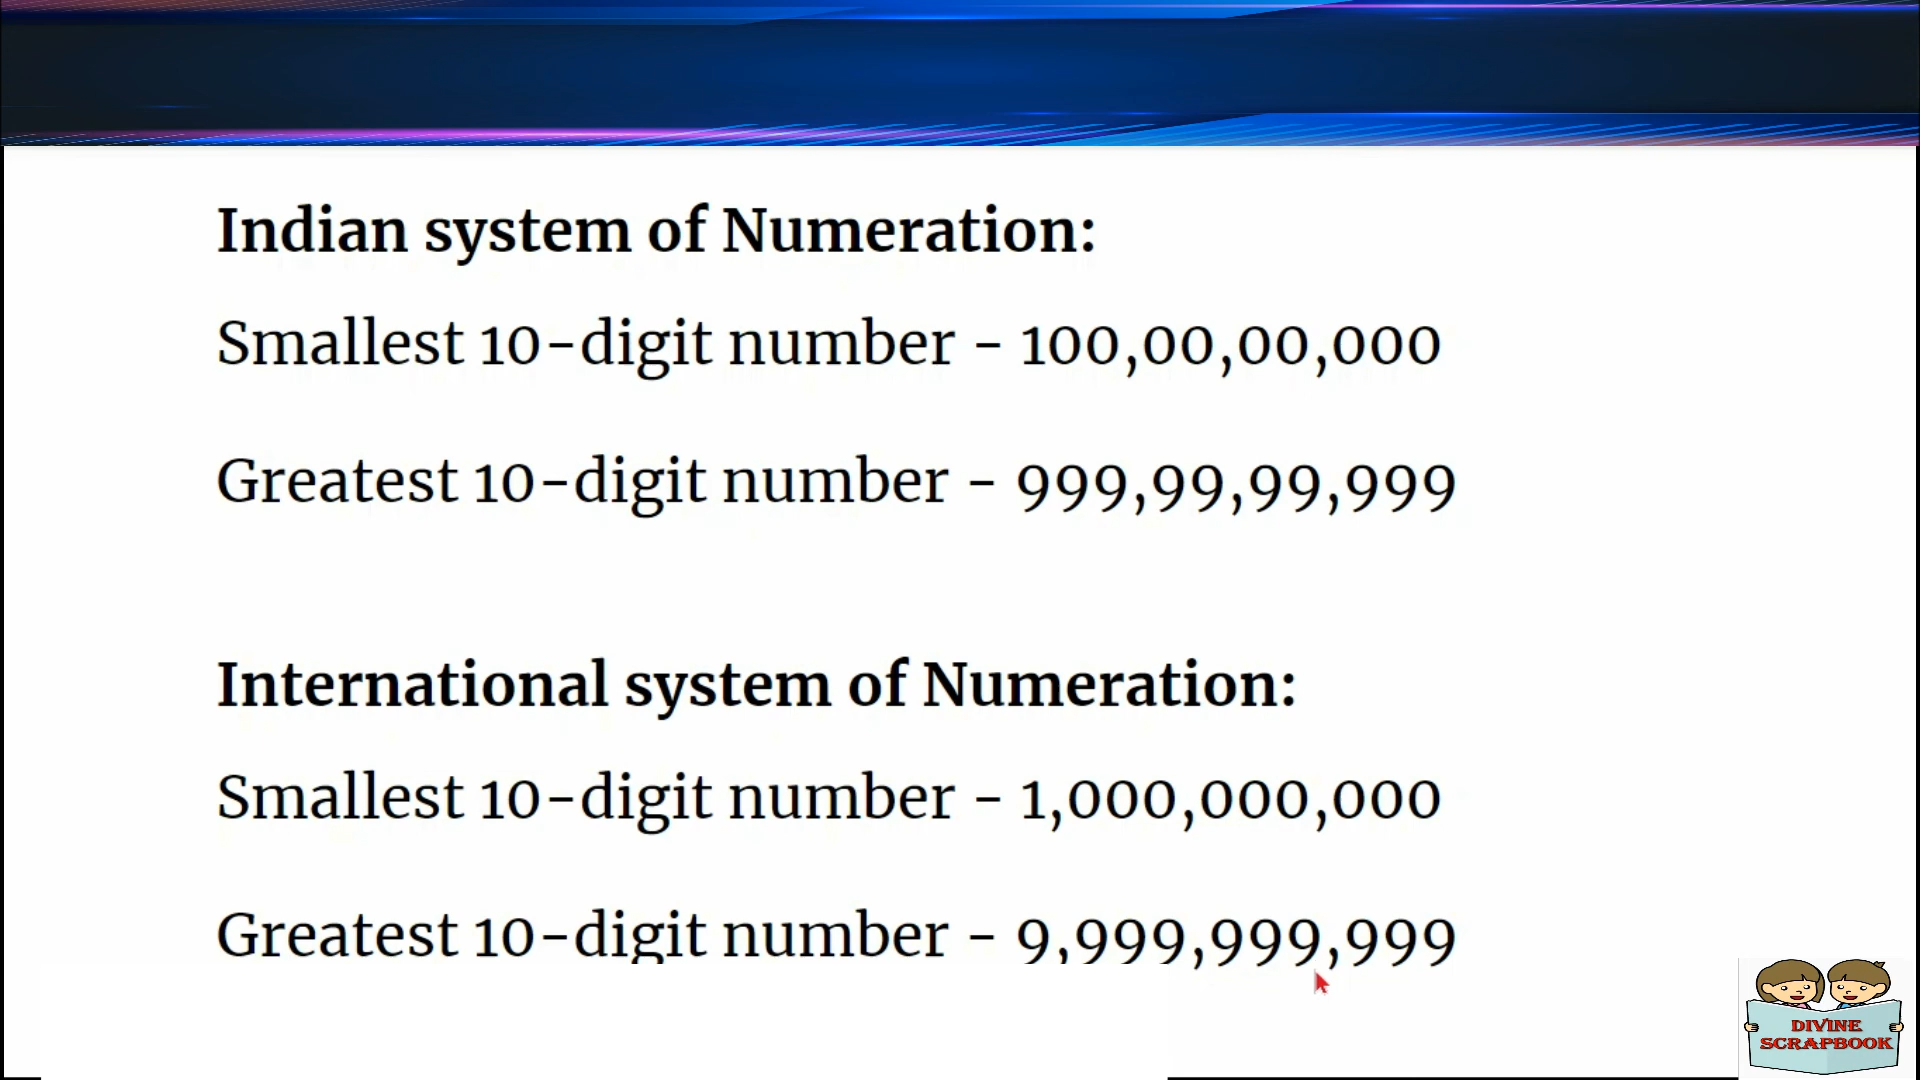 Indian system of Numeration:
Smallest 10-digit number - 100,00,00,000
Greatest 10-digit number - 999,99,99,999
International system of Numeration:
Smallest 10-digit number - 1,000,000,000
Greatest 10-digit number - 9,999,999,999
DIVINE
SCRAPBOOK